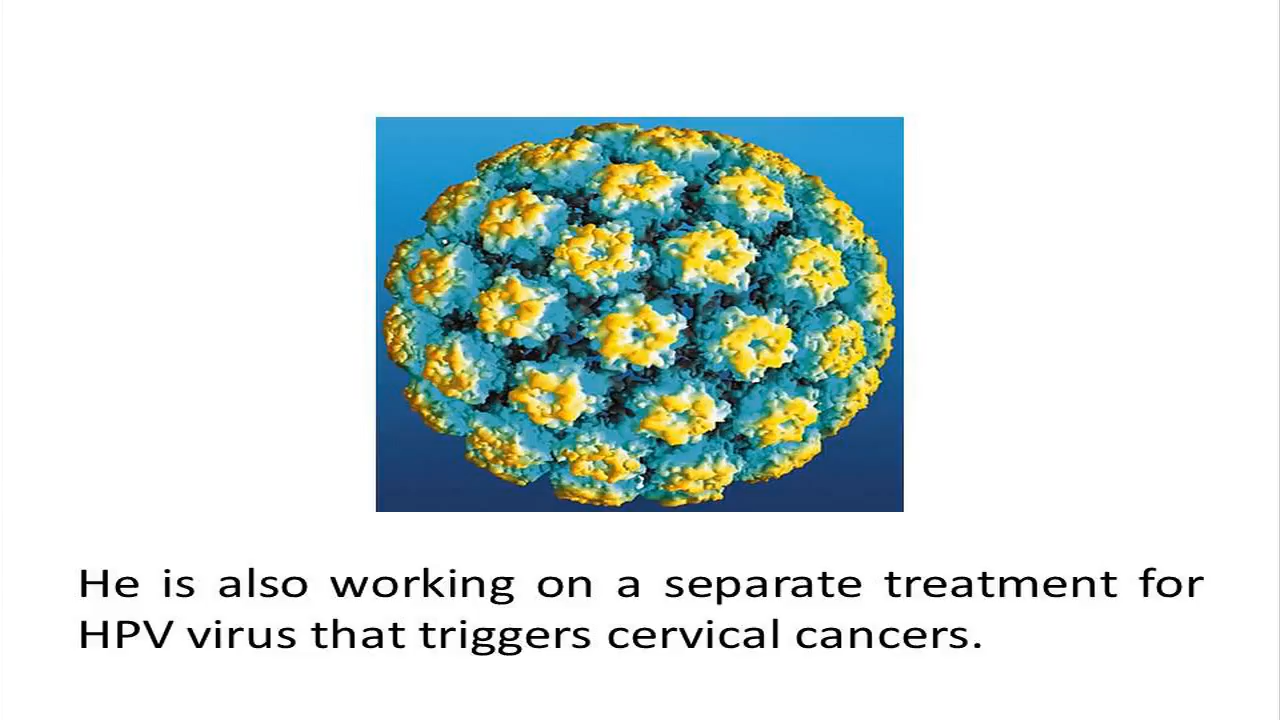 He is also working on a separate treatment for
HPV virus that triggers cervical cancers.